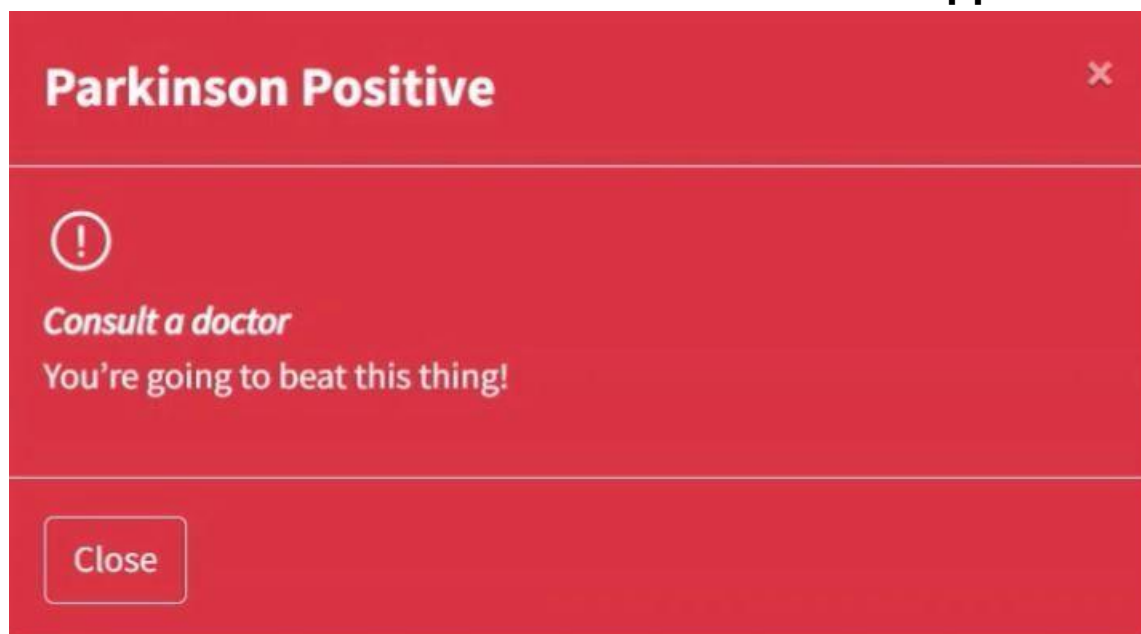 Parkinson Positive ×
Consult a doctor
You're going to beat this thing!
Close